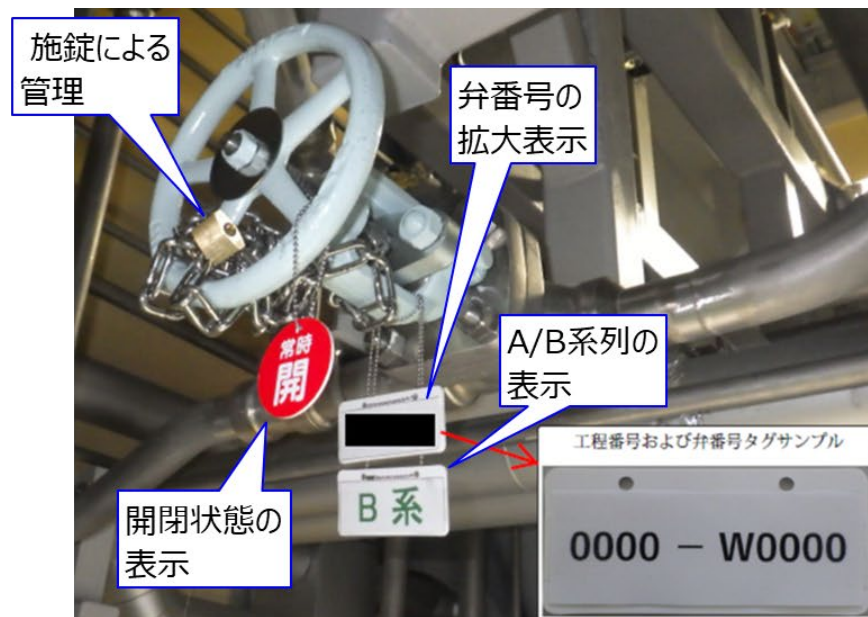 施錠による
管理
弁番号の
拡大表示
A/B系列の
表示
常時
開
B 系
開閉状態の
表示
工程番号および弁番号タグサンプル
0000 － W0000